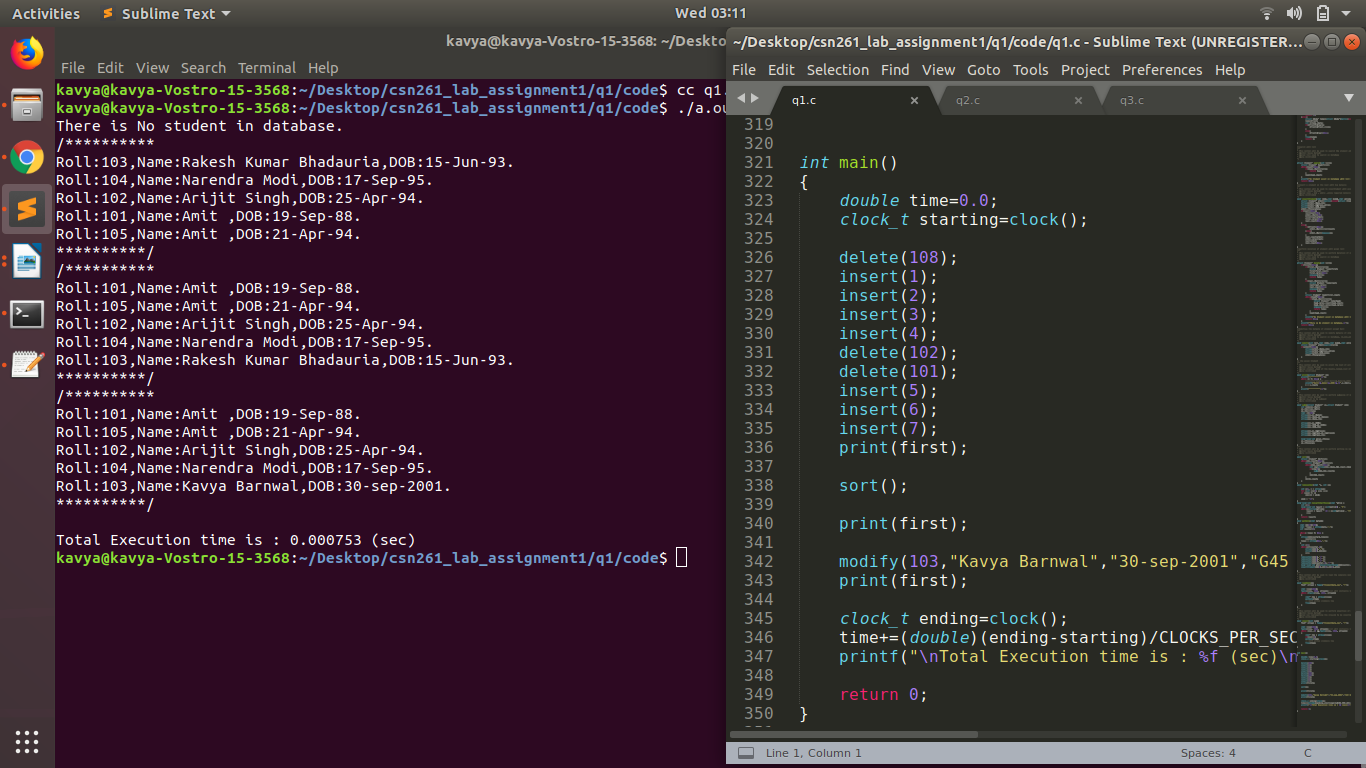 Activities
Sublime Text
Wed 03:11
kavya@kavya-Vostro-15-3568: ~/Deskto
File Edit View Search Terminal Help
kavya@kavya-Vostro-15-3568:~/Desktop/csn261_lab_assignment1/q1/code$ cc q1.
kavya@kavya-Vostro-15-3568:~/Desktop/csn261_lab_assignment1/q1/code$ ./a.ou
There is No student in database.
/**********
Roll:103,Name:Rakesh Kumar Bhadauria,DOB:15-Jun-93.
Roll:104,Name:Narendra Modi,DOB:17-Sep-95.
Roll:102,Name:Arijit Singh,DOB:25-Apr-94.
Roll:101,Name:Amit ,DOB:19-Sep-88.
Roll:105,Name:Amit ,DOB:21-Apr-94.
**********/
/**********
Roll:101,Name:Amit ,DOB:19-Sep-88.
Roll:105,Name:Amit ,DOB:21-Apr-94.
Roll:102,Name:Arijit Singh,DOB:25-Apr-94.
Roll:104,Name:Narendra Modi,DOB:17-Sep-95.
Roll:103,Name:Rakesh Kumar Bhadauria,DOB:15-Jun-93.
**********/
/**********
Roll:101,Name:Amit ,DOB:19-Sep-88.
Roll:105,Name:Amit ,DOB:21-Apr-94.
Roll:102,Name:Arijit Singh,DOB:25-Apr-94.
Roll:104,Name:Narendra Modi,DOB:17-Sep-95.
Roll:103,Name:Kavya Barnwal,DOB:30-sep-2001.
**********/
Total Execution time is : 0.000753 (sec)
kavya@kavya-Vostro-15-3568:~/Desktop/csn261_lab_assignment1/q1/code$
~/Desktop/csn261_lab_assignment1/q1/code/q1.c - Sublime Text (UNREGISTER...
File Edit Selection Find View Goto Tools Project Preferences Help
q1.c × q2.c × q3.c ×
319
320
321 int main()
322 {
323 double time=0.0;
324 clock_t starting=clock();
325
326 delete(108);
327 insert(1);
328 insert(2);
329 insert(3);
330 insert(4);
331 delete(102);
332 delete(101);
333 insert(5);
334 insert(6);
335 insert(7);
336 print(first);
337
338 sort();
339
340 print(first);
341
342 modify(103,"Kavya Barnwal","30-sep-2001","G45
343 print(first);
344
345 clock_t ending=clock();
346 time+=(double)(ending-starting)/CLOCKS_PER_SEC
347 printf("\nTotal Execution time is : %f (sec)\n
348
349 return 0;
350 }
Line 1, Column 1
Spaces: 4
C